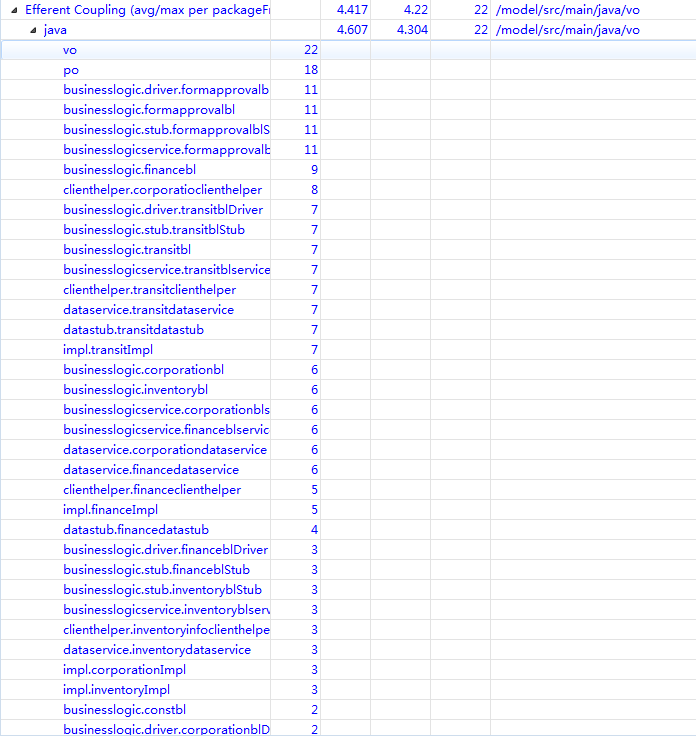 Efferent Coupling (avg/max per packageFr 4.417 4.22 22 /model/src/main/java/vo
java 4.607 4.304 22 /model/src/main/java/vo
vo 22
po 18
businesslogic.driver.formapprovalb 11
businesslogic.formapprovalbl 11
businesslogic.stub.formapprovalblS 11
businesslogicservice.formapprovalb 11
businesslogic.financebl 9
clienthelper.corporatioclienthelper 8
businesslogic.driver.transitblDriver 7
businesslogic.stub.transitblStub 7
businesslogic.transitbl 7
businesslogicservice.transitblservice 7
clienthelper.transitclienthelper 7
dataservice.transitdataservice 7
datastub.transitdatastub 7
impl.transitImpl 7
businesslogic.corporationbl 6
businesslogic.inventorybl 6
businesslogicservice.corporationbls 6
businesslogicservice.financeblservic 6
dataservice.corporationdataservice 6
dataservice.financedataservice 6
clienthelper.financeclienthelper 5
impl.financeImpl 5
datastub.financedatastub 4
businesslogic.driver.financeblDriver 3
businesslogic.stub.financeblStub 3
businesslogic.stub.inventoryblStub 3
businesslogicservice.inventoryblserv 3
clienthelper.inventoryinfoclienthelpe 3
dataservice.inventorydataservice 3
impl.corporationImpl 3
impl.inventoryImpl 3
businesslogic.constbl 2
businesslogic.driver.corporationblD 2